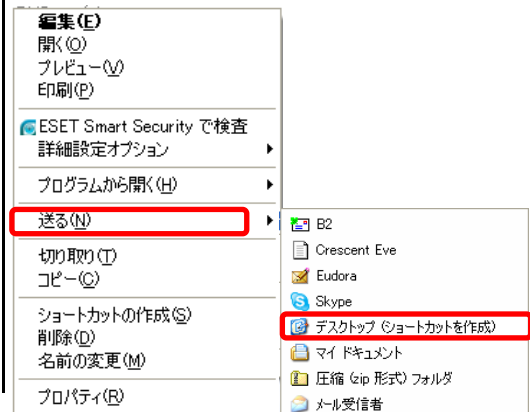 編集(E)
開く(O)
プレビュー(V)
印刷(P)
ESET Smart Security で検査
詳細設定オプション
プログラムから開く(H)
送る(N)
切り取り(T)
コピー(C)
ショートカットの作成(S)
削除(D)
名前の変更(M)
プロパティ(R)
B2
Crescent Eve
Eudora
Skype
デスクトップ (ショートカットを作成)
マイ ドキュメント
圧縮 (zip 形式) フォルダ
メール受信者